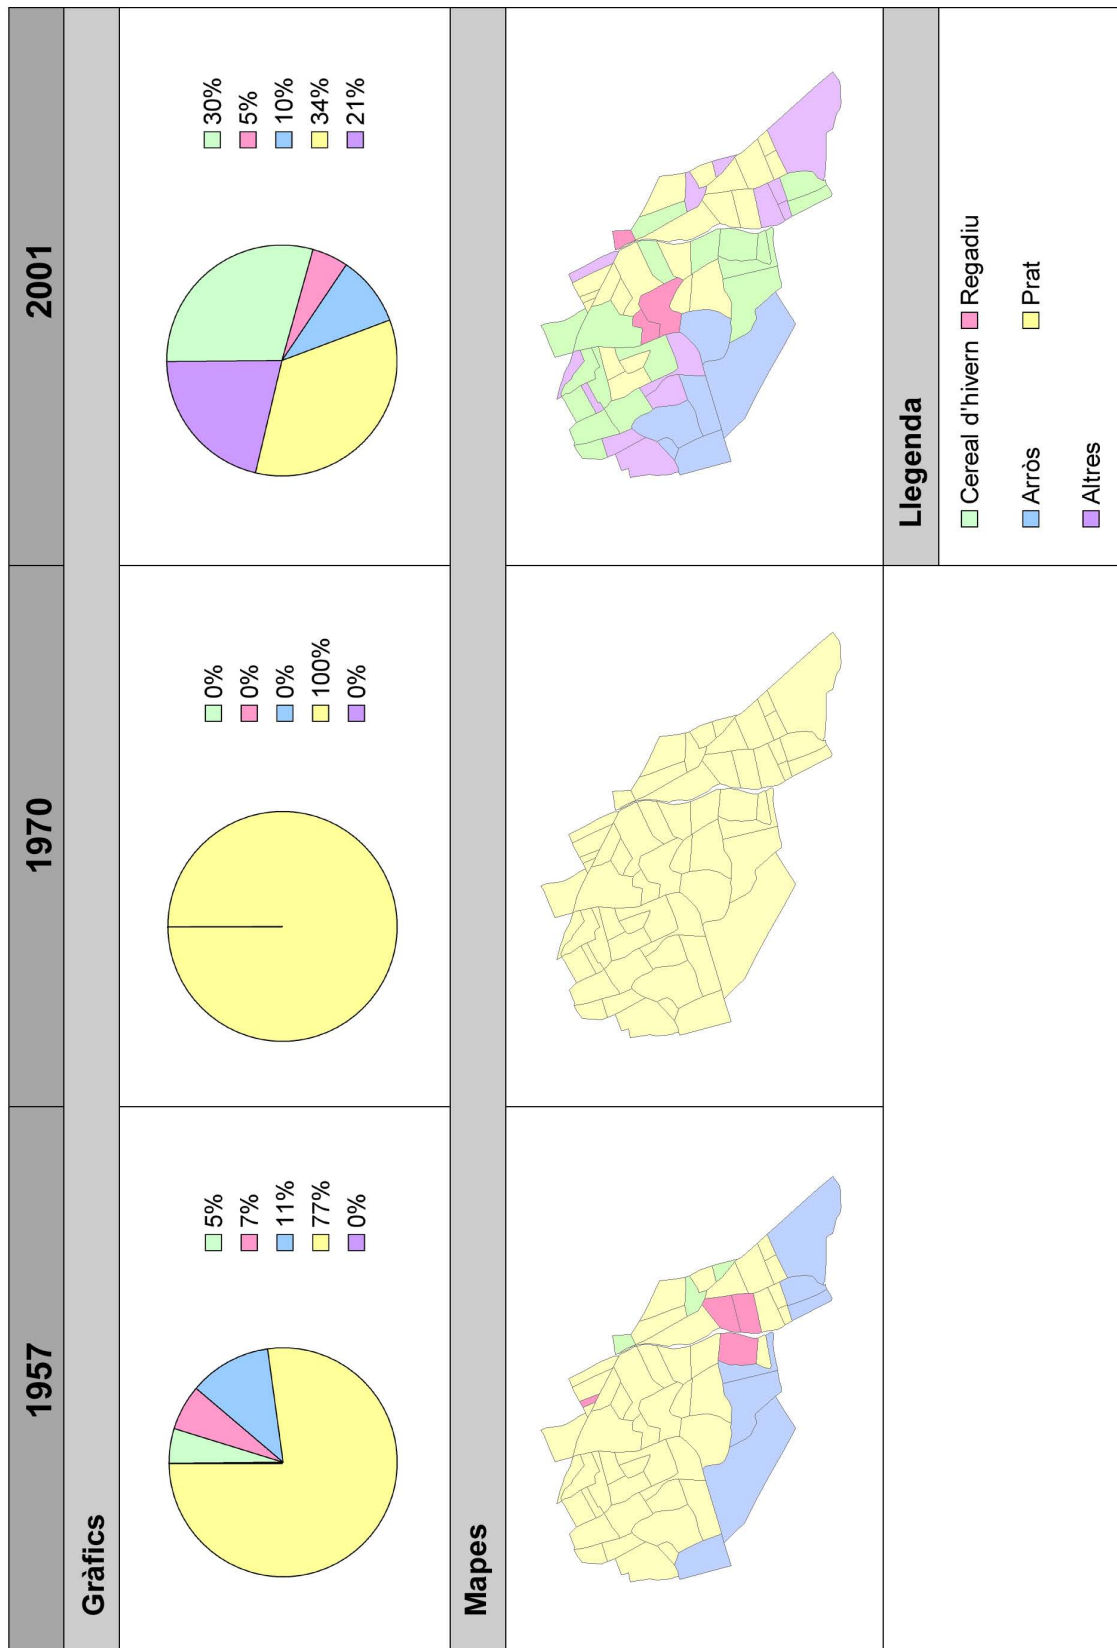 1957 1970 2001
Gràfics
5%
7%
11%
77%
0%
0%
0%
0%
100%
0%
30%
5%
10%
34%
21%
Mapes
Llegenda
Cereal d'hivern Regadiu
Arròs Prat
Altres